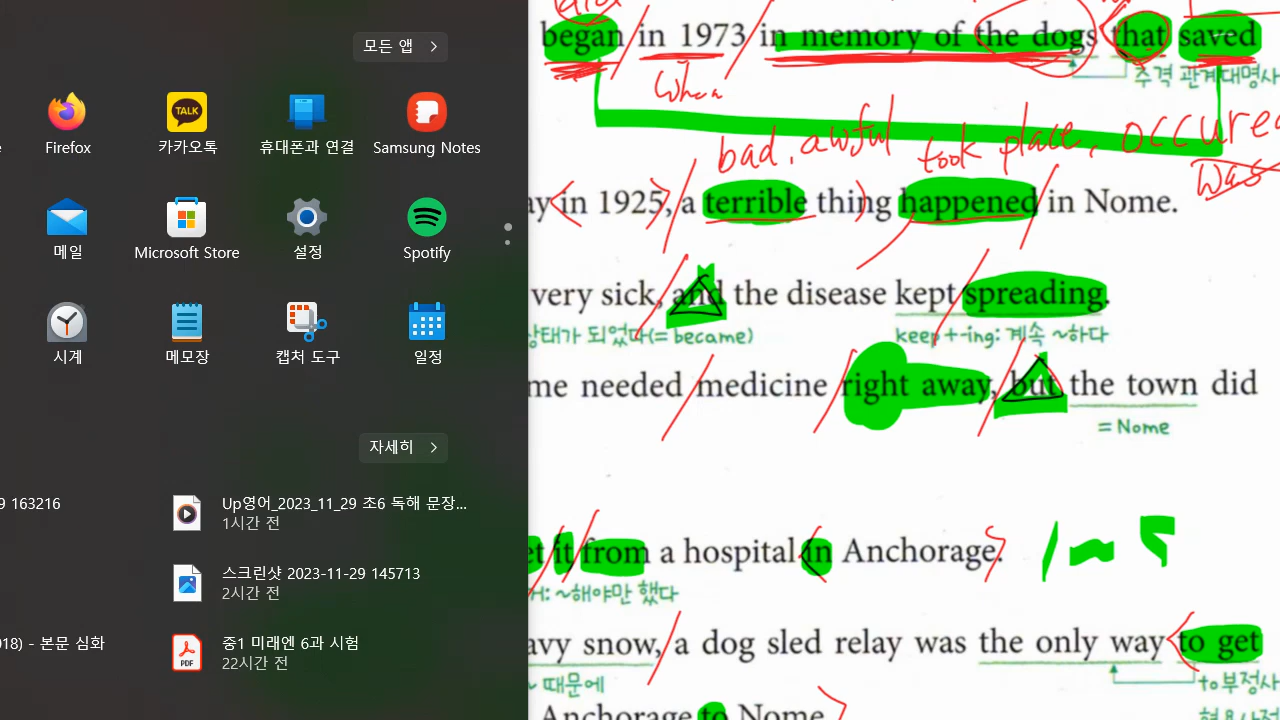 모든 앱
Firefox
카카오톡
휴대폰과 연결
Samsung Notes
메일
Microsoft Store
설정
Spotify
시계
메모장
캡처 도구
일정
자세히
9 163216
Up영어_2023_11_29 초6 독해 문장...
1시간 전
스크린샷 2023-11-29 145713
2시간 전
018) - 본문 심화
중1 미래엔 6과 시험
22시간 전
began in 1973 in memory of the dogs that saved
When
주격 관계대명사
bad, awful took place, occured
was
ay in 1925, a terrible thing happened in Nome.
very sick, and the disease kept spreading.
상태가 되었다(= became)
keep +-ing: 계속 ~하다
me needed medicine right away, but the town did
= Nome
et it from a hospital in Anchorage.
1~5
~해야만 했다
avy snow, a dog sled relay was the only way to get
~ 때문에
to부정사
Anchorage to Nome.